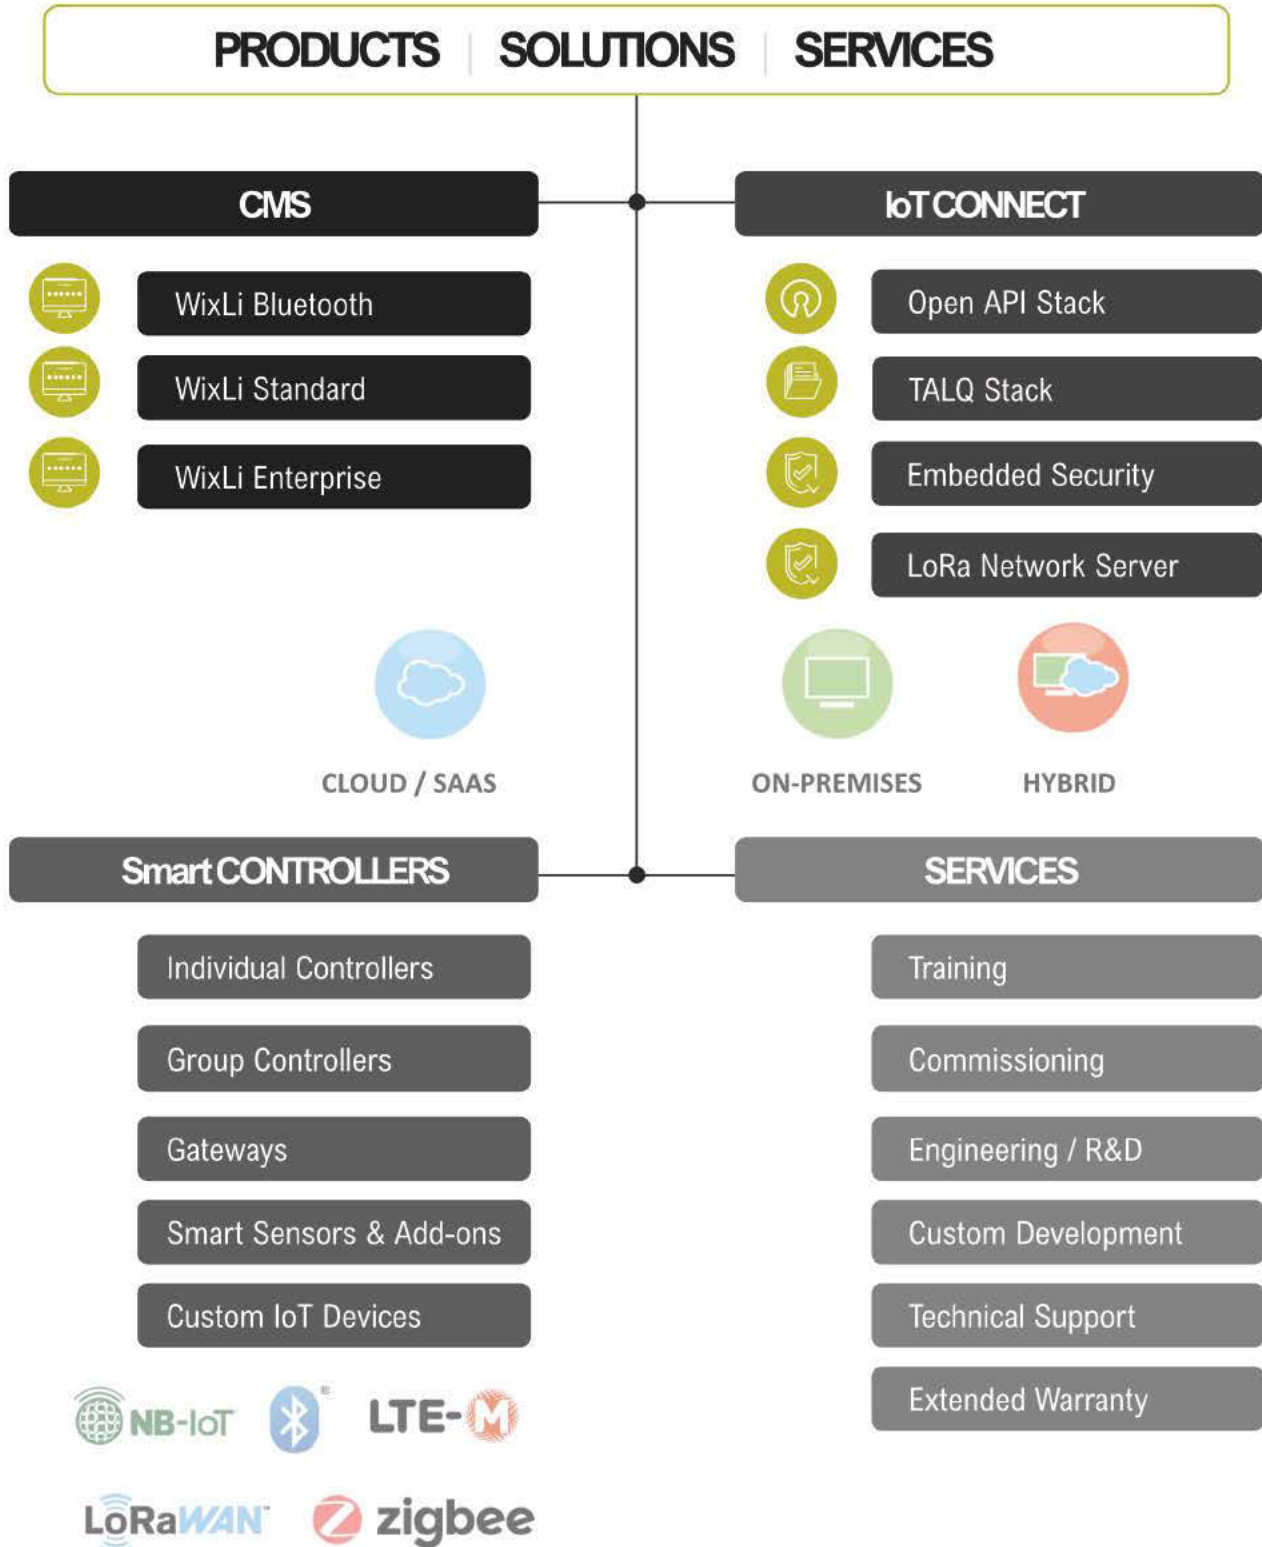 PRODUCTS | SOLUTIONS | SERVICES
CMS
WixLi Bluetooth
WixLi Standard
WixLi Enterprise
IoT CONNECT
Open API Stack
TALQ Stack
Embedded Security
LoRa Network Server
CLOUD / SAAS
ON-PREMISES
HYBRID
Smart CONTROLLERS
Individual Controllers
Group Controllers
Gateways
Smart Sensors & Add-ons
Custom IoT Devices
NB-IoT
®
LTE-M
LoRaWAN™
zigbee
SERVICES
Training
Commissioning
Engineering / R&D
Custom Development
Technical Support
Extended Warranty